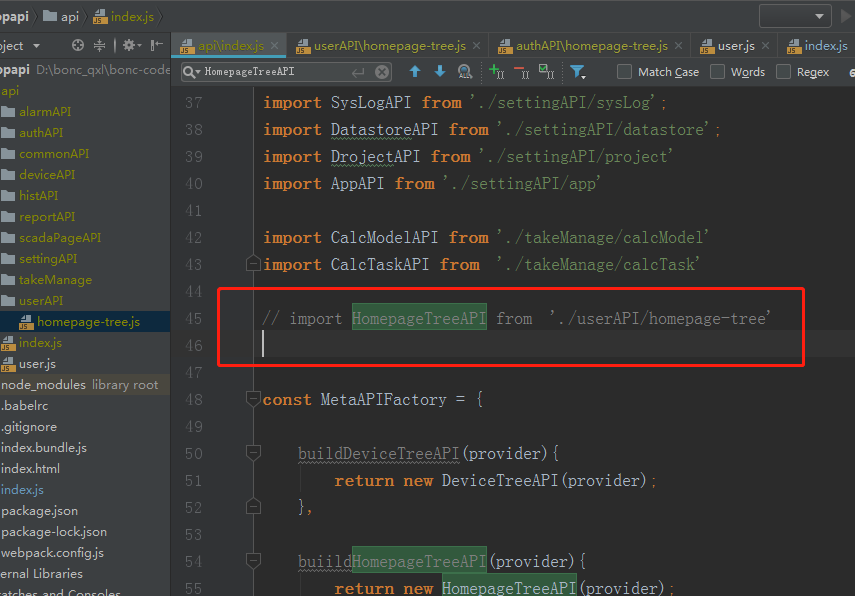 opapi api index.js
oject
api\index.js × userAPI\homepage-tree.js × authAPI\homepage-tree.js × user.js × index.js
opapi D:\bonc_qxl\bonc-code
HomepageTreeAPI Match Case Words Regex
api
alarmAPI
authAPI
commonAPI
deviceAPI
histAPI
reportAPI
scadaPageAPI
settingAPI
takeManage
userAPI
homepage-tree.js
index.js
user.js
node_modules library root
.babelrc
.gitignore
index.bundle.js
index.html
index.js
package.json
package-lock.json
webpack.config.js
ernal Libraries
ratches and Consoles
37 import SysLogAPI from './settingAPI/sysLog';
38 import DatastoreAPI from './settingAPI/datastore';
39 import DrojectAPI from './settingAPI/project'
40 import AppAPI from './settingAPI/app'
41
42 import CalcModelAPI from './takeManage/calcModel'
43 import CalcTaskAPI from './takeManage/calcTask'
44
45 // import HomepageTreeAPI from './userAPI/homepage-tree'
46
47
48 const MetaAPIFactory = {
49
50 buildDeviceTreeAPI(provider){
51 return new DeviceTreeAPI(provider);
52 },
53
54 buiildHomepageTreeAPI(provider){
55 return new HomepageTreeAPI(provider);